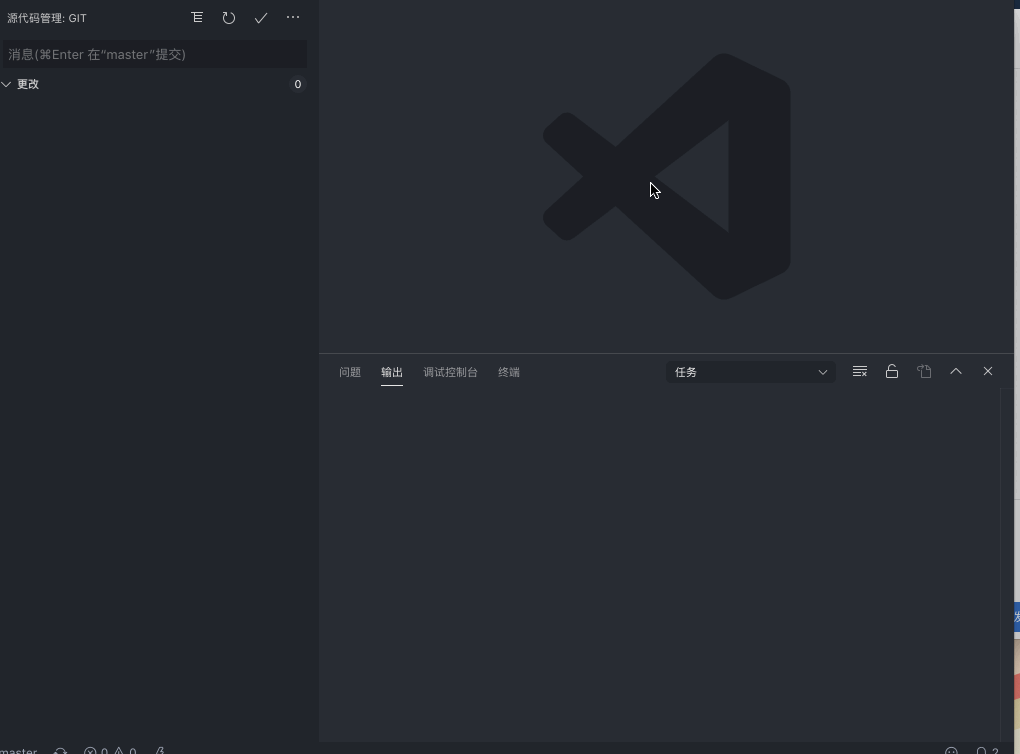 源代码管理: GIT
消息(⌘Enter 在“master”提交)
更改 0
问题 输出 调试控制台 终端 任务
master 0 0 2